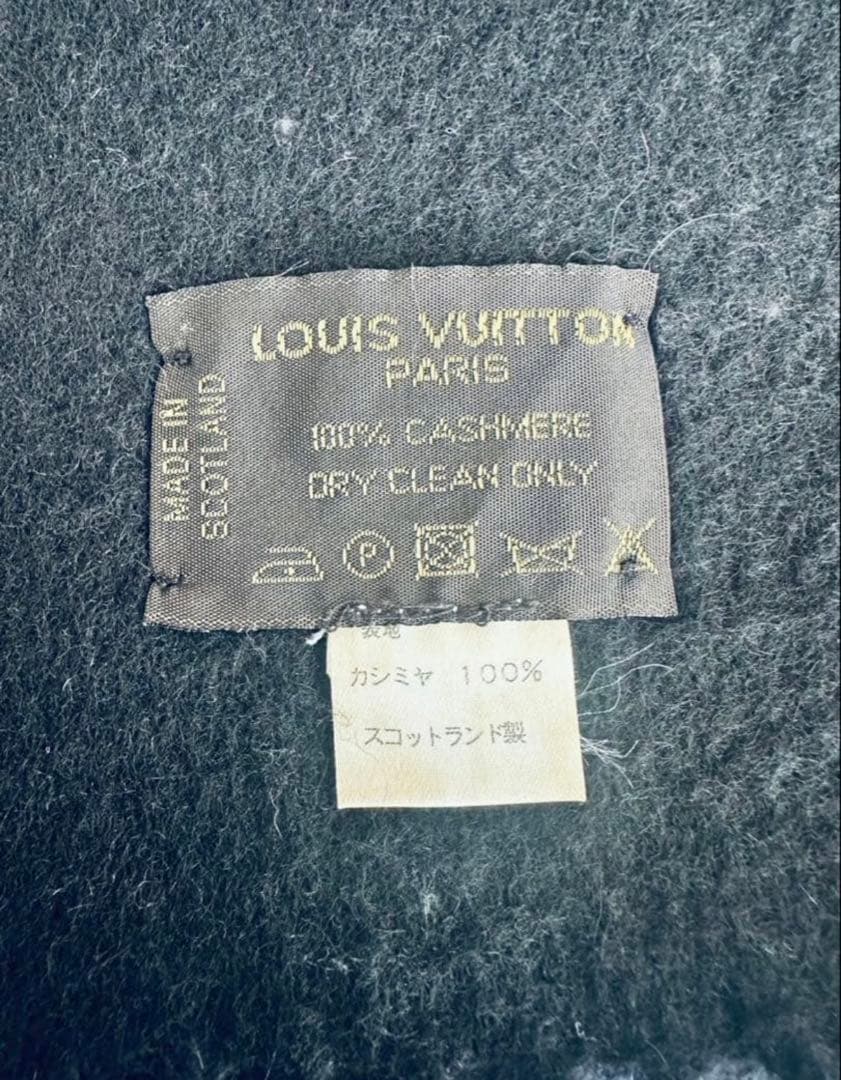 LOUIS VUITTON
PARIS
MADE IN
SCOTLAND
100% CASHMERE
DRY CLEAN ONLY
P
表地
カシミヤ 100%
スコットランド製